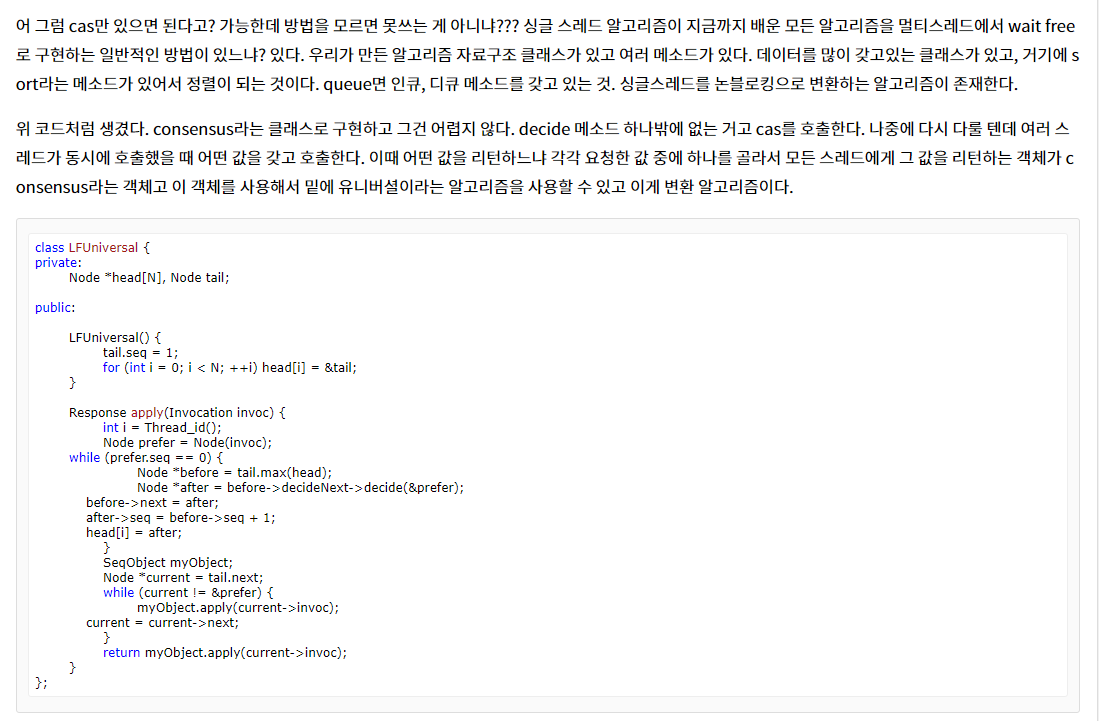 어 그럼 cas만 있으면 된다고? 가능한데 방법을 모르면 못쓰는 게 아니냐??? 싱글 스레드 알고리즘이 지금까지 배운 모든 알고리즘을 멀티스레드에서 wait free
로 구현하는 일반적인 방법이 있느냐? 있다. 우리가 만든 알고리즘 자료구조 클래스가 있고 여러 메소드가 있다. 데이터를 많이 갖고있는 클래스가 있고, 거기에 s
ort라는 메소드가 있어서 정렬이 되는 것이다. queue면 인큐, 디큐 메소드를 갖고 있는 것. 싱글스레드를 논블로킹으로 변환하는 알고리즘이 존재한다.
위 코드처럼 생겼다. consensus라는 클래스로 구현하고 그건 어렵지 않다. decide 메소드 하나밖에 없는 거고 cas를 호출한다. 나중에 다시 다룰 텐데 여러 스
레드가 동시에 호출했을 때 어떤 값을 갖고 호출한다. 이때 어떤 값을 리턴하느냐 각각 요청한 값 중에 하나를 골라서 모든 스레드에게 그 값을 리턴하는 객체가 c
onsensus라는 객체고 이 객체를 사용해서 밑에 유니버셜이라는 알고리즘을 사용할 수 있고 이게 변환 알고리즘이다.
class LFUniversal {
private:
Node *head[N], Node tail;
public:
LFUniversal() {
tail.seq = 1;
for (int i = 0; i < N; ++i) head[i] = &tail;
}
Response apply(Invocation invoc) {
int i = Thread_id();
Node prefer = Node(invoc);
while (prefer.seq == 0) {
Node *before = tail.max(head);
Node *after = before->decideNext->decide(&prefer);
before->next = after;
after->seq = before->seq + 1;
head[i] = after;
}
SeqObject myObject;
Node *current = tail.next;
while (current != &prefer) {
myObject.apply(current->invoc);
current = current->next;
}
return myObject.apply(current->invoc);
}
};